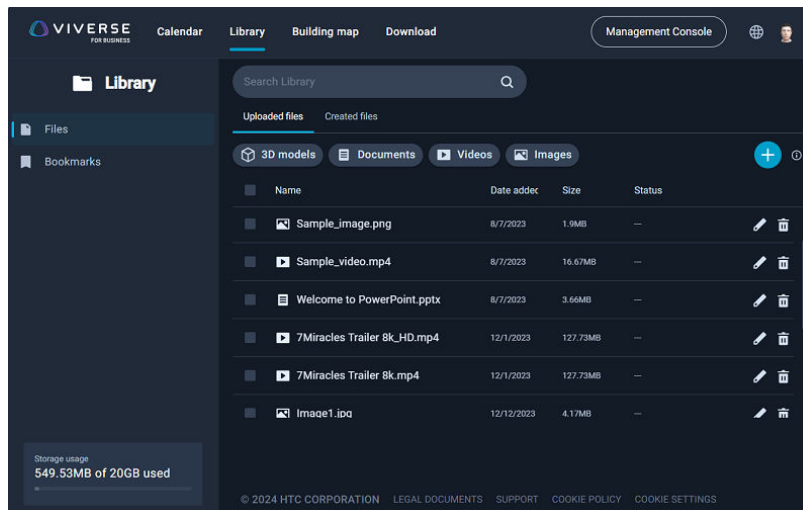 VIVERSE
FOR BUSINESS
Calendar
Library
Building map
Download
Management Console
Library
Files
Bookmarks
Storage usage
549.53MB of 20GB used
Search Library
Uploaded files
Created files
3D models
Documents
Videos
Images
Name Date added Size Status
Sample_image.png 8/7/2023 1.9MB ---
Sample_video.mp4 8/7/2023 16.67MB ---
Welcome to PowerPoint.pptx 8/7/2023 3.66MB ---
7Miracles Trailer 8k_HD.mp4 12/1/2023 127.73MB ---
7Miracles Trailer 8k.mp4 12/1/2023 127.73MB ---
Image1.jpg 12/12/2023 4.17MB ---
© 2024 HTC CORPORATION LEGAL DOCUMENTS SUPPORT COOKIE POLICY COOKIE SETTINGS